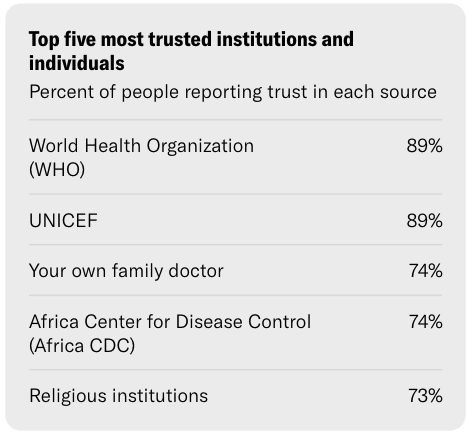 Top five most trusted institutions and
individuals
Percent of people reporting trust in each source
World Health Organization 89%
(WHO)
UNICEF 89%
Your own family doctor 74%
Africa Center for Disease Control 74%
(Africa CDC)
Religious institutions 73%